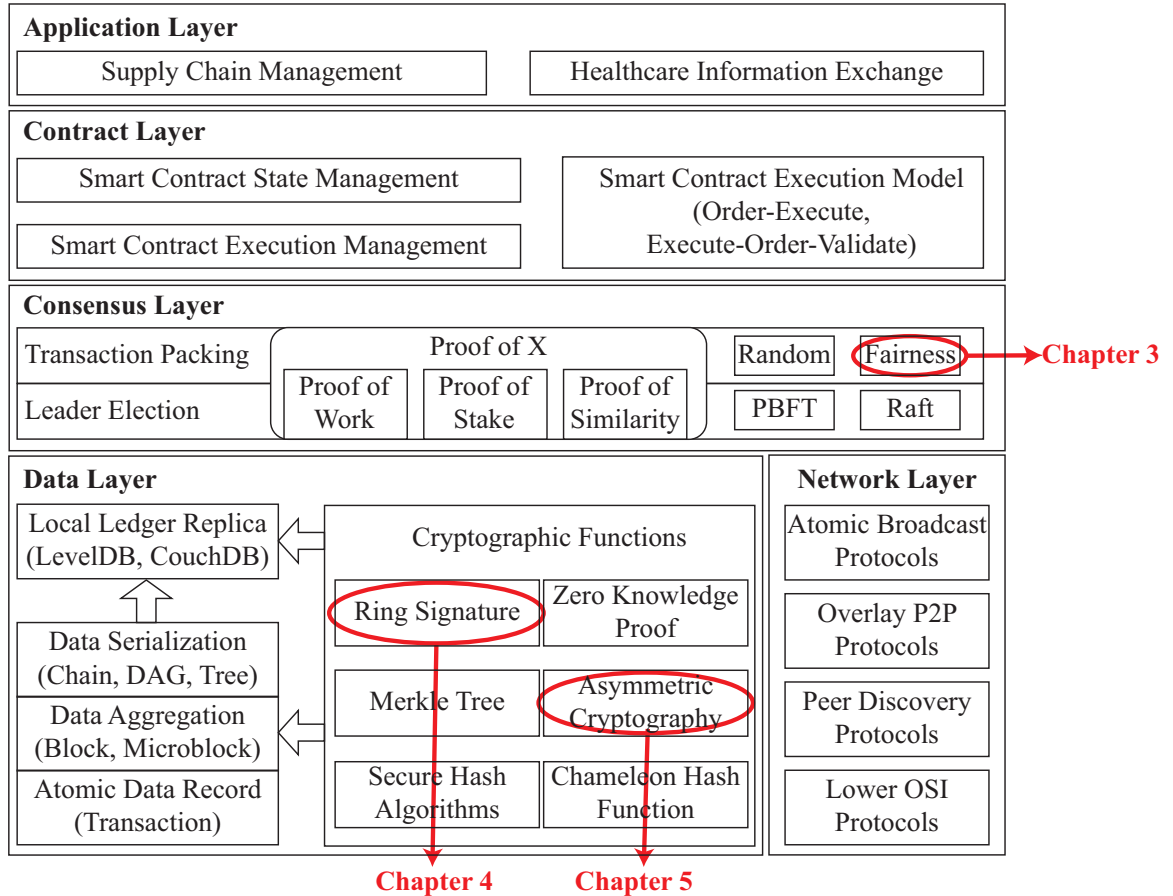 Application Layer
Supply Chain Management
Healthcare Information Exchange
Contract Layer
Smart Contract State Management
Smart Contract Execution Management
Smart Contract Execution Model
(Order-Execute,
Execute-Order-Validate)
Consensus Layer
Transaction Packing
Leader Election
Proof of X
Proof of
Work
Proof of
Stake
Proof of
Similarity
Random
Fairness
PBFT
Raft
Chapter 3
Data Layer
Local Ledger Replica
(LevelDB, CouchDB)
Data Serialization
(Chain, DAG, Tree)
Data Aggregation
(Block, Microblock)
Atomic Data Record
(Transaction)
Cryptographic Functions
Ring Signature
Zero Knowledge
Proof
Merkle Tree
Asymmetric
Cryptography
Secure Hash
Algorithms
Chameleon Hash
Function
Network Layer
Atomic Broadcast
Protocols
Overlay P2P
Protocols
Peer Discovery
Protocols
Lower OSI
Protocols
Chapter 4
Chapter 5